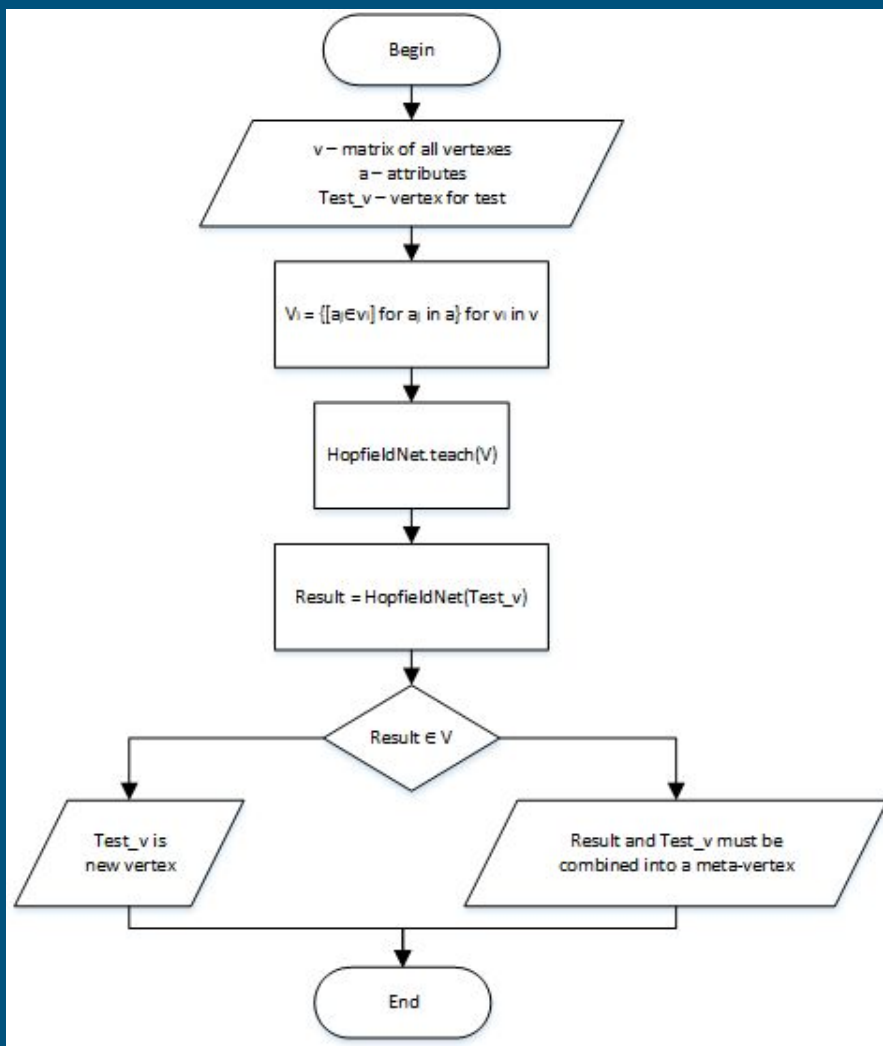 Begin
v – matrix of all vertexes
a – attributes
Test_v – vertex for test
Vᵢ = {[aⱼ∈vᵢ] for aⱼ in a} for vᵢ in v
HopfieldNet.teach(V)
Result = HopfieldNet(Test_v)
Result ∈ V
Test_v is
new vertex
Result and Test_v must be
combined into a meta-vertex
End